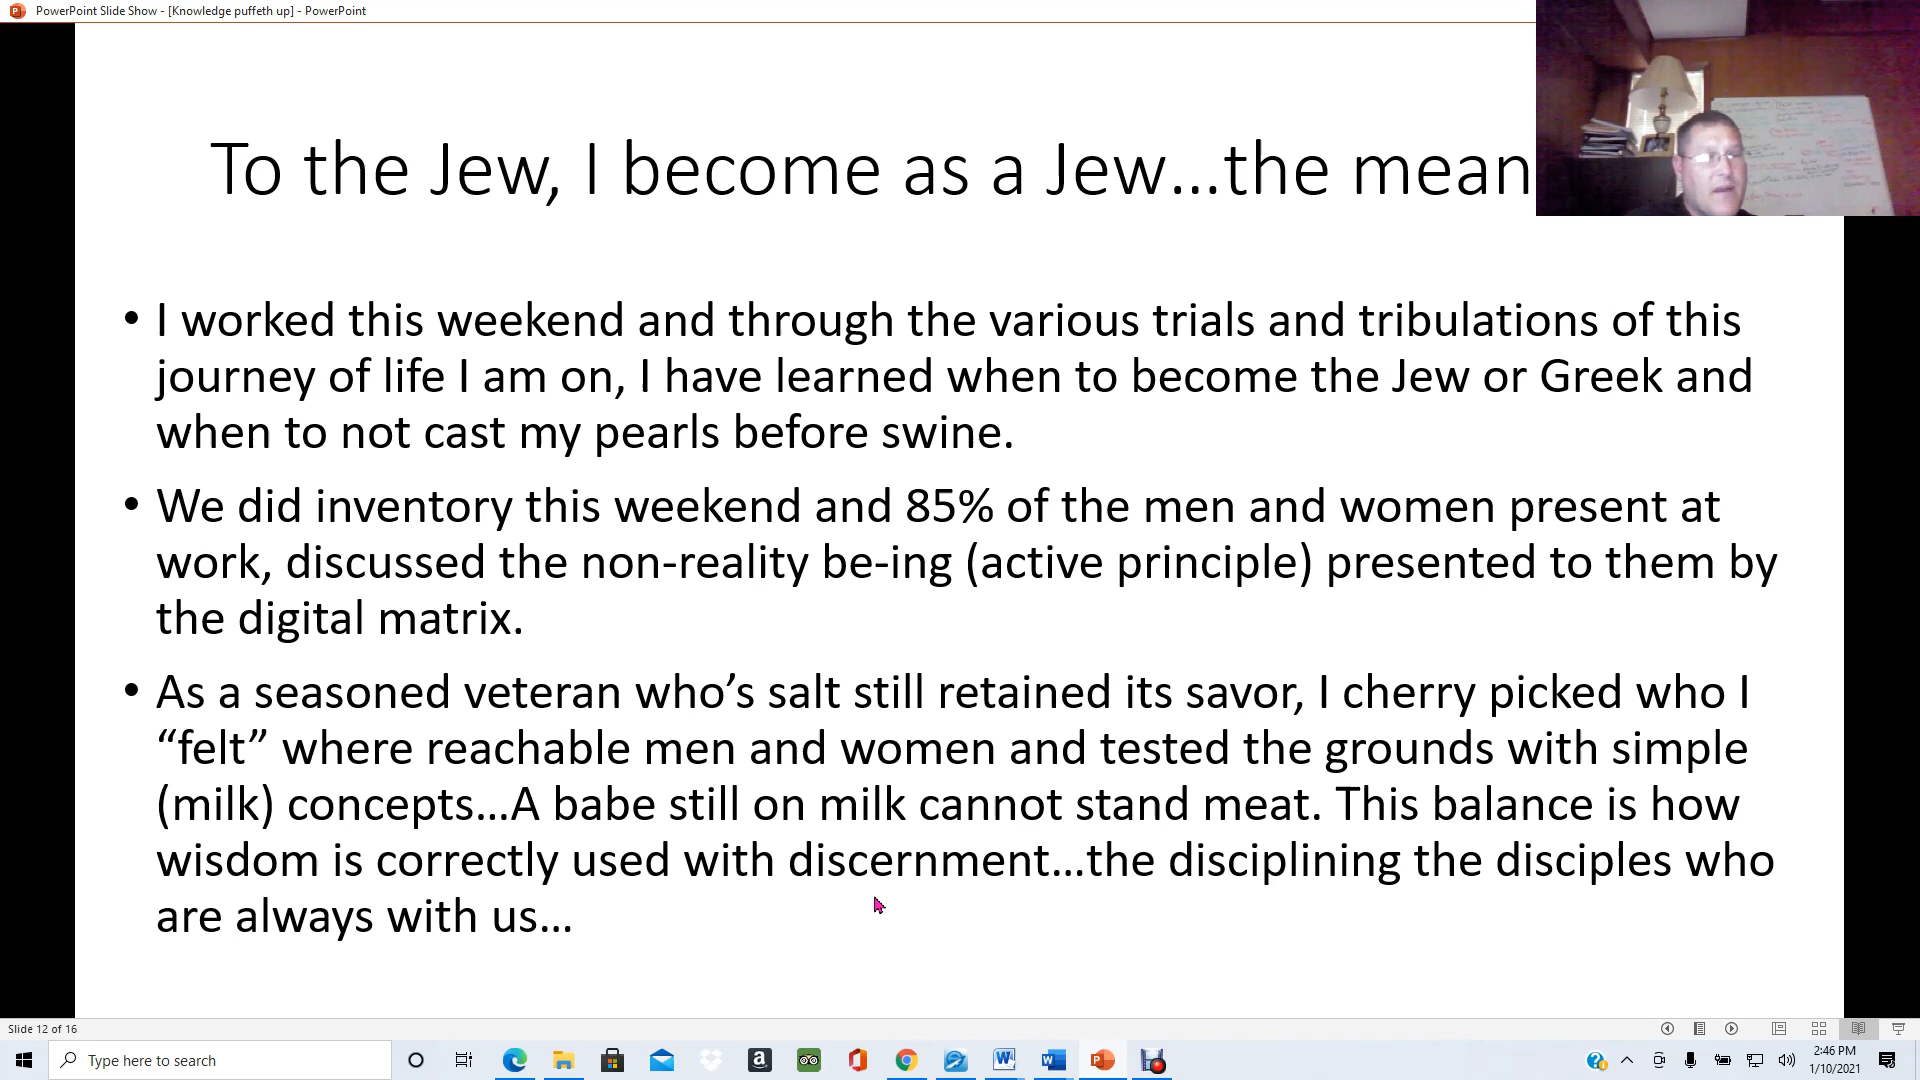 PowerPoint Slide Show - [Knowledge puffeth up] - PowerPoint
To the Jew, I become as a Jew...the mean
• I worked this weekend and through the various trials and tribulations of this
journey of life I am on, I have learned when to become the Jew or Greek and
when to not cast my pearls before swine.
• We did inventory this weekend and 85% of the men and women present at
work, discussed the non-reality be-ing (active principle) presented to them by
the digital matrix.
• As a seasoned veteran who’s salt still retained its savor, I cherry picked who I
“felt” where reachable men and women and tested the grounds with simple
(milk) concepts...A babe still on milk cannot stand meat. This balance is how
wisdom is correctly used with discernment...the disciplining the disciples who
are always with us...
Slide 12 of 16
Type here to search
2:46 PM
1/10/2021